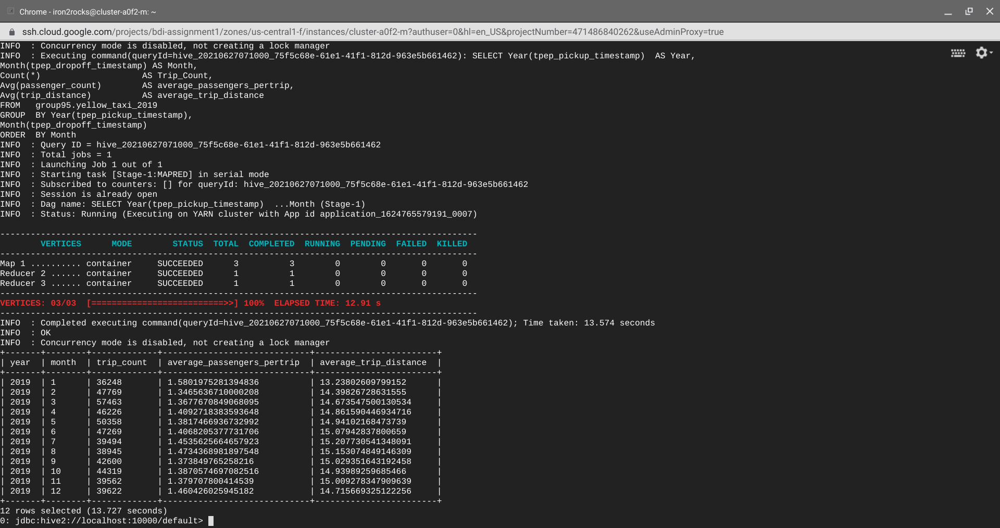 Chrome - iron2rocks@cluster-a0f2-m: ~
ssh.cloud.google.com/projects/bdi-assignment1/zones/us-central1-f/instances/cluster-a0f2-m?authuser=0&hl=en_US&projectNumber=471486840262&useAdminProxy=true
INFO  : Concurrency mode is disabled, not creating a lock manager
INFO  : Executing command(queryId=hive_20210627071000_75f5c68e-61e1-41f1-812d-963e5b661462): SELECT Year(tpep_pickup_timestamp)  AS Year,
Month(tpep_dropoff_timestamp) AS Month,
Count(*)                    AS Trip_Count,
Avg(passenger_count)        AS average_passengers_pertrip,
Avg(trip_distance)          AS average_trip_distance
FROM   group95.yellow_taxi_2019
GROUP  BY Year(tpep_pickup_timestamp),
Month(tpep_dropoff_timestamp)
ORDER  BY Month
INFO  : Query ID = hive_20210627071000_75f5c68e-61e1-41f1-812d-963e5b661462
INFO  : Total jobs = 1
INFO  : Launching Job 1 out of 1
INFO  : Starting task [Stage-1:MAPRED] in serial mode
INFO  : Subscribed to counters: [] for queryId: hive_20210627071000_75f5c68e-61e1-41f1-812d-963e5b661462
INFO  : Session is already open
INFO  : Dag name: SELECT Year(tpep_pickup_timestamp)  ...Month (Stage-1)
INFO  : Status: Running (Executing on YARN cluster with App id application_1624765579191_0007)
----------------------------------------------------------------------------------------------
        VERTICES      MODE        STATUS  TOTAL  COMPLETED  RUNNING  PENDING  FAILED  KILLED
----------------------------------------------------------------------------------------------
Map 1 .......... container     SUCCEEDED      3          3        0        0       0       0
Reducer 2 ...... container     SUCCEEDED      1          1        0        0       0       0
Reducer 3 ...... container     SUCCEEDED      1          1        0        0       0       0
----------------------------------------------------------------------------------------------
VERTICES: 03/03  [==========================>>] 100%  ELAPSED TIME: 12.91 s
----------------------------------------------------------------------------------------------
INFO  : Completed executing command(queryId=hive_20210627071000_75f5c68e-61e1-41f1-812d-963e5b661462); Time taken: 13.574 seconds
INFO  : OK
INFO  : Concurrency mode is disabled, not creating a lock manager
+-------+--------+-------------+-----------------------------+------------------------+
| year  | month  | trip_count  | average_passengers_pertrip  | average_trip_distance  |
+-------+--------+-------------+-----------------------------+------------------------+
| 2019  | 1      | 36248       | 1.5801975281394836          | 13.23802609799152      |
| 2019  | 2      | 47769       | 1.3465636710000208          | 14.39826728631555      |
| 2019  | 3      | 57463       | 1.3677670849068095          | 14.673547500130534     |
| 2019  | 4      | 46226       | 1.4092718383593648          | 14.861590446934716     |
| 2019  | 5      | 50358       | 1.3817466936732992          | 14.94102168473739      |
| 2019  | 6      | 47269       | 1.4068205377731706          | 15.07942837800659      |
| 2019  | 7      | 39494       | 1.4535625664657923          | 15.207730541348091     |
| 2019  | 8      | 38945       | 1.4734368981897548          | 15.153074849146309     |
| 2019  | 9      | 42600       | 1.373849765258216           | 15.029351643192458     |
| 2019  | 10     | 44319       | 1.3870574697082516          | 14.93989259685466      |
| 2019  | 11     | 39562       | 1.379707800414539           | 15.009278347909639     |
| 2019  | 12     | 39622       | 1.460426025945182           | 14.715669325122256     |
+-------+--------+-------------+-----------------------------+------------------------+
12 rows selected (13.727 seconds)
0: jdbc:hive2://localhost:10000/default>